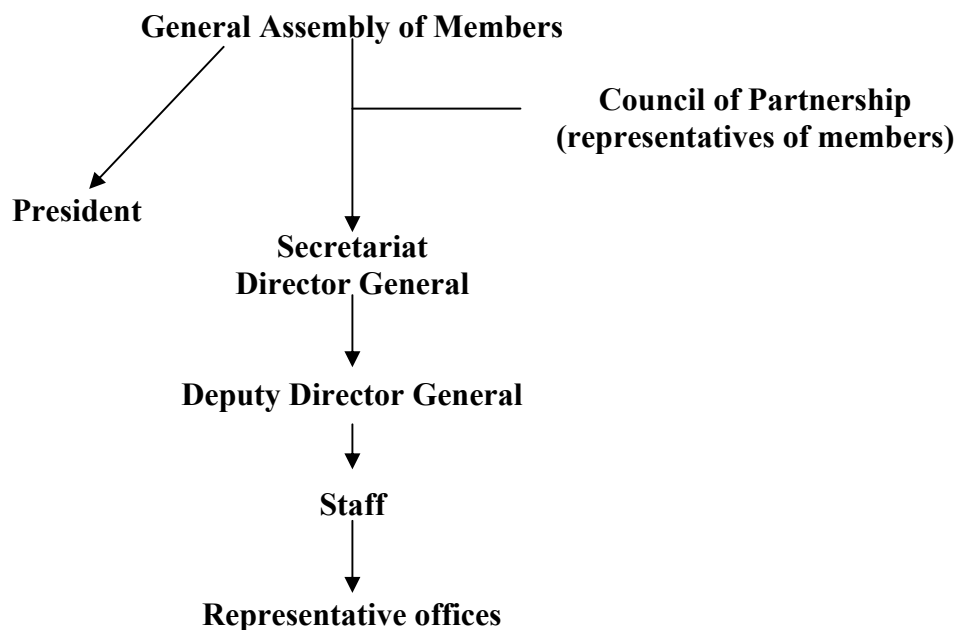 General Assembly of Members
Council of Partnership
(representatives of members)
President
Secretariat
Director General
Deputy Director General
Staff
Representative offices